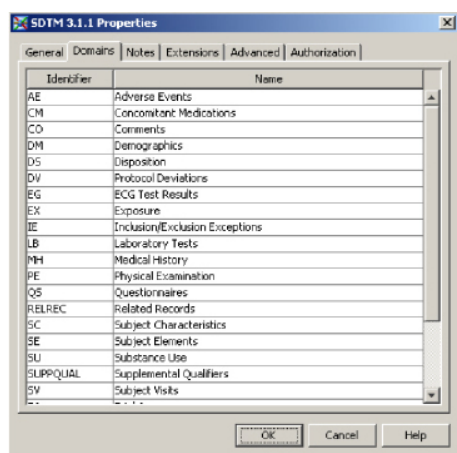 SDTM 3.1.1 Properties
General Domains Notes Extensions Advanced Authorization
Identifier Name
AE Adverse Events
CM Concomitant Medications
CO Comments
DM Demographics
DS Disposition
DV Protocol Deviations
EG ECG Test Results
EX Exposure
IE Inclusion/Exclusion Exceptions
LB Laboratory Tests
MH Medical History
PE Physical Examination
QS Questionnaires
RELREC Related Records
SC Subject Characteristics
SE Subject Elements
SU Substance Use
SUPPQUAL Supplemental Qualifiers
SV Subject Visits
OK Cancel Help